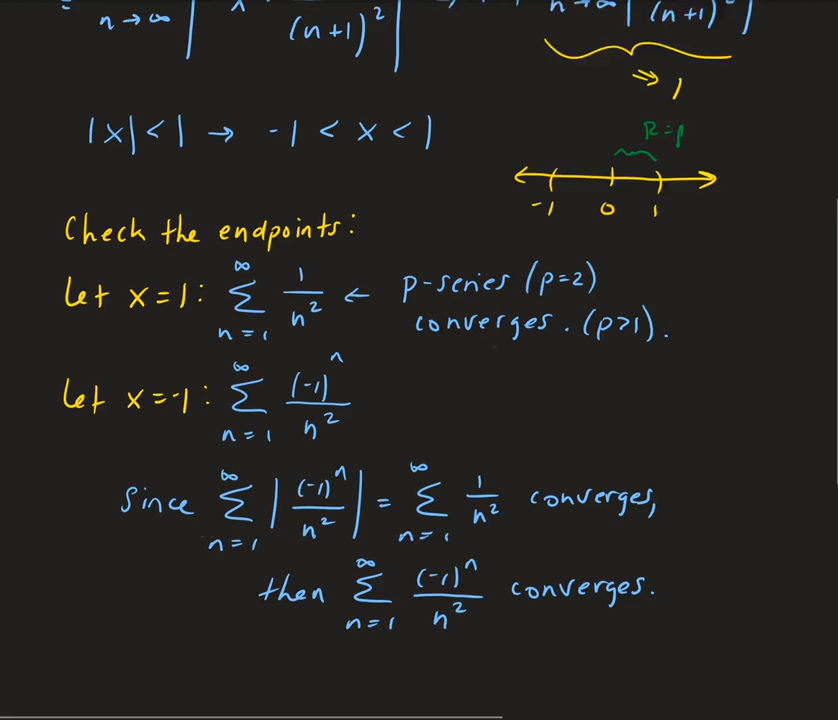 n→∞ | x (n+1)² | n→∞ | (n+1)² |
⇒ 1
|x| < 1 → -1 < x < 1
-1 0 1
Check the endpoints:
Let x=1: ∞ Σ n=1 1/n² ← p-series (p=2)
converges. (p>1).
Let x=-1: ∞ Σ n=1 (-1)ⁿ/n²
Since ∞ Σ n=1 |(-1)ⁿ/n²| = ∞ Σ n=1 1/n² converges,
then ∞ Σ n=1 (-1)ⁿ/n² converges.